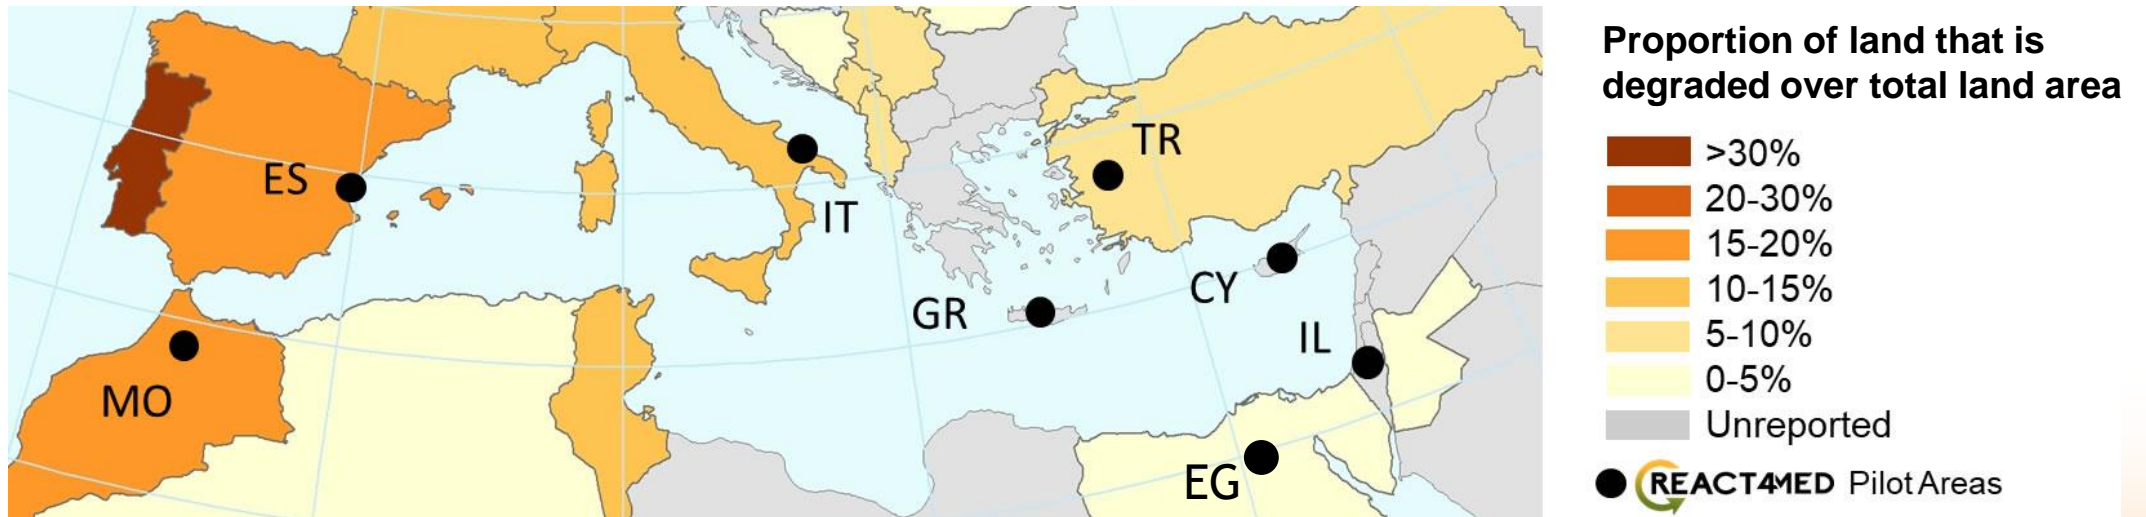 ES
MO
IT
GR
TR
CY
IL
EG
Proportion of land that is
degraded over total land area
>30%
20-30%
15-20%
10-15%
5-10%
0-5%
Unreported
REACT4MED Pilot Areas